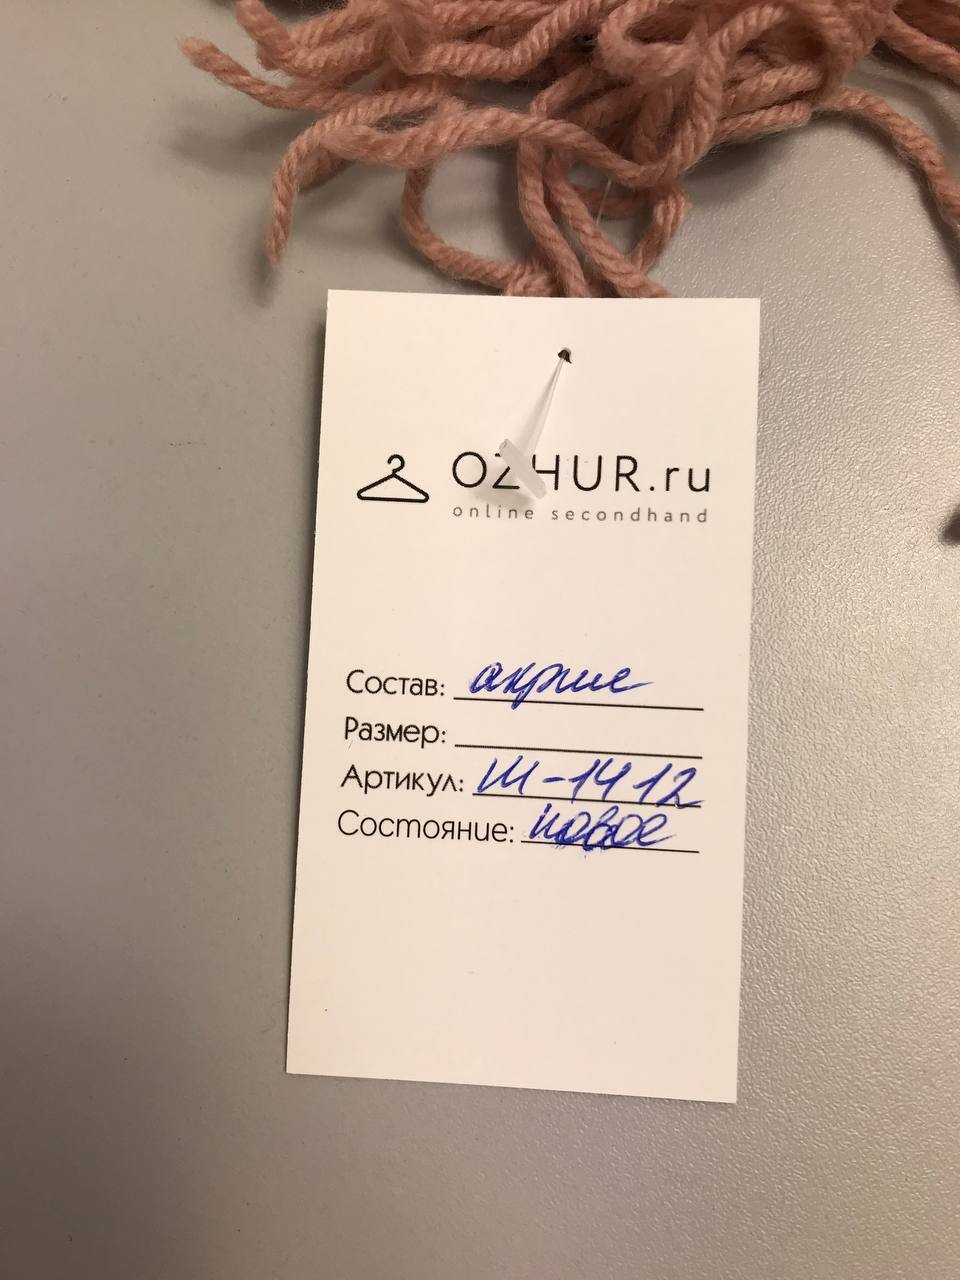 OZHUR.ru
online secondhand
Состав: акрил
Размер:
Артикул: Ш-1412
Состояние: новое